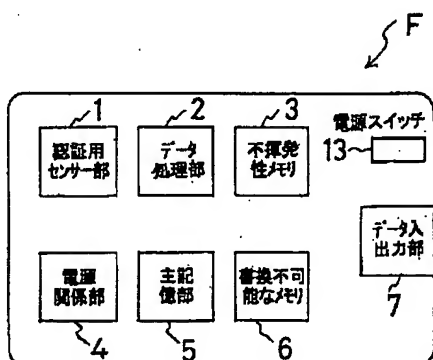 F
1
2
3
電源スイッチ
13
認証用
センサー部
データ
処理部
不揮発
性メモリ
データ入
出力部
7
電源
関係部
主記
憶部
書換不可
能なメモリ
4
5
6